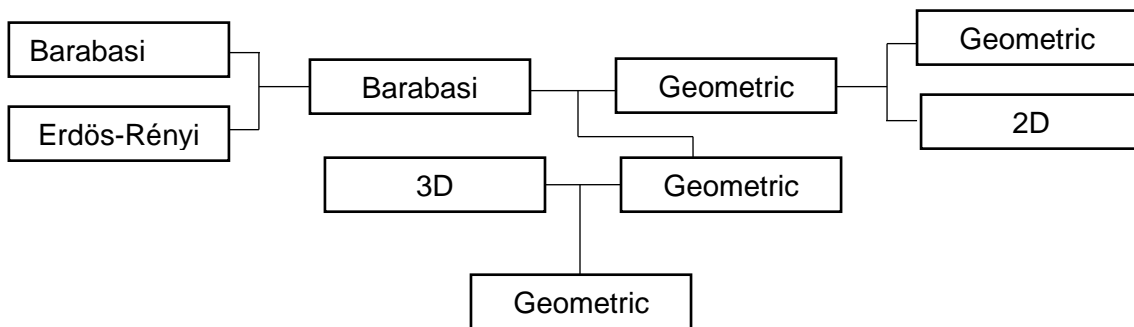 Geometric
Barabasi
Barabasi
Geometric
2D
Erdös-Rényi
3D
Geometric
Geometric